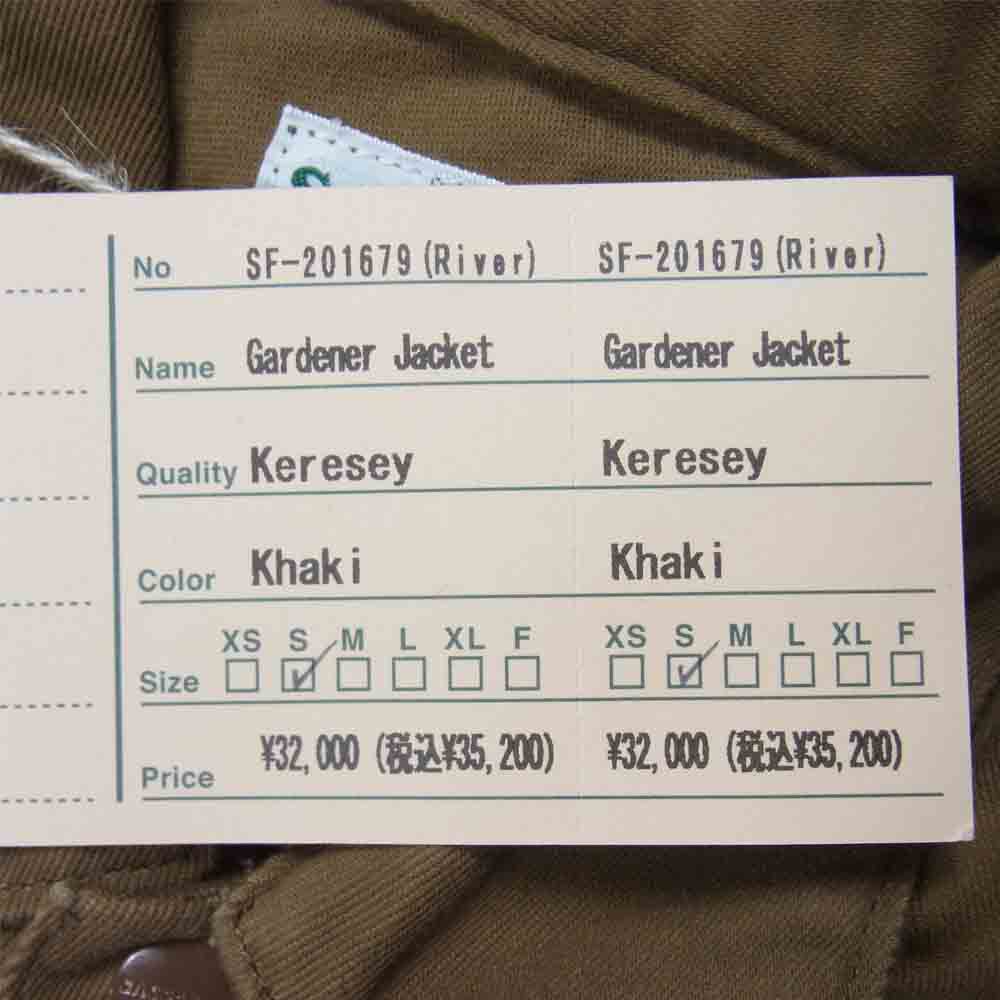 No SF-201679(River) SF-201679(River)
Name Gardener Jacket Gardener Jacket
Quality Keresey Keresey
Color Khaki Khaki
XS S M L XL F XS S M L XL F
Size
Price ¥32,000 (税込¥35,200) ¥32,000 (税込¥35,200)